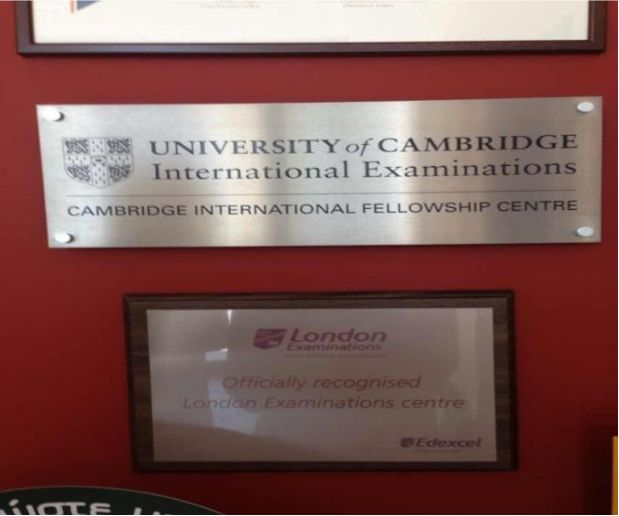 UNIVERSITY of CAMBRIDGE
International Examinations
CAMBRIDGE INTERNATIONAL FELLOWSHIP CENTRE
London
Examinations
Officially recognised
London Examinations centre
Edexcel